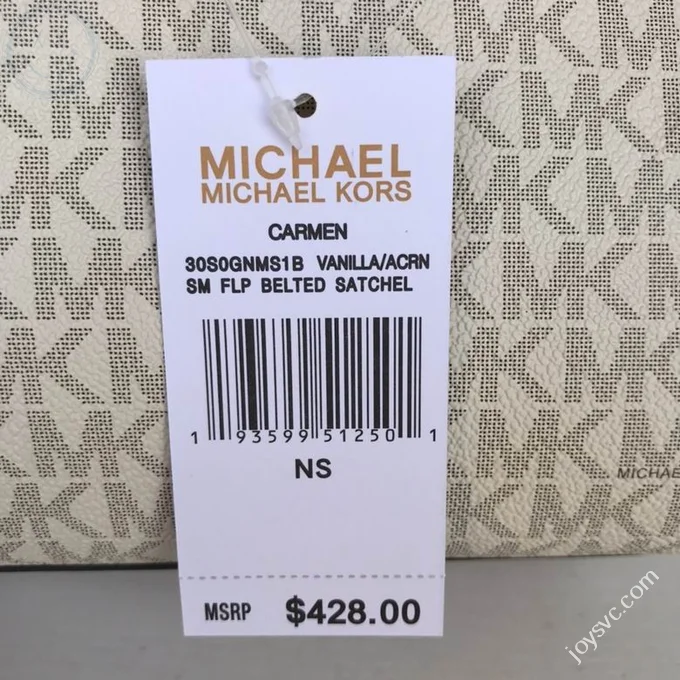 MICHAEL
MICHAEL KORS
CARMEN
30S0GNMS1B VANILLA/ACRN
SM FLP BELTED SATCHEL
1 93599 51250 1
NS
MSRP $428.00
MICHAE
joysvc.com